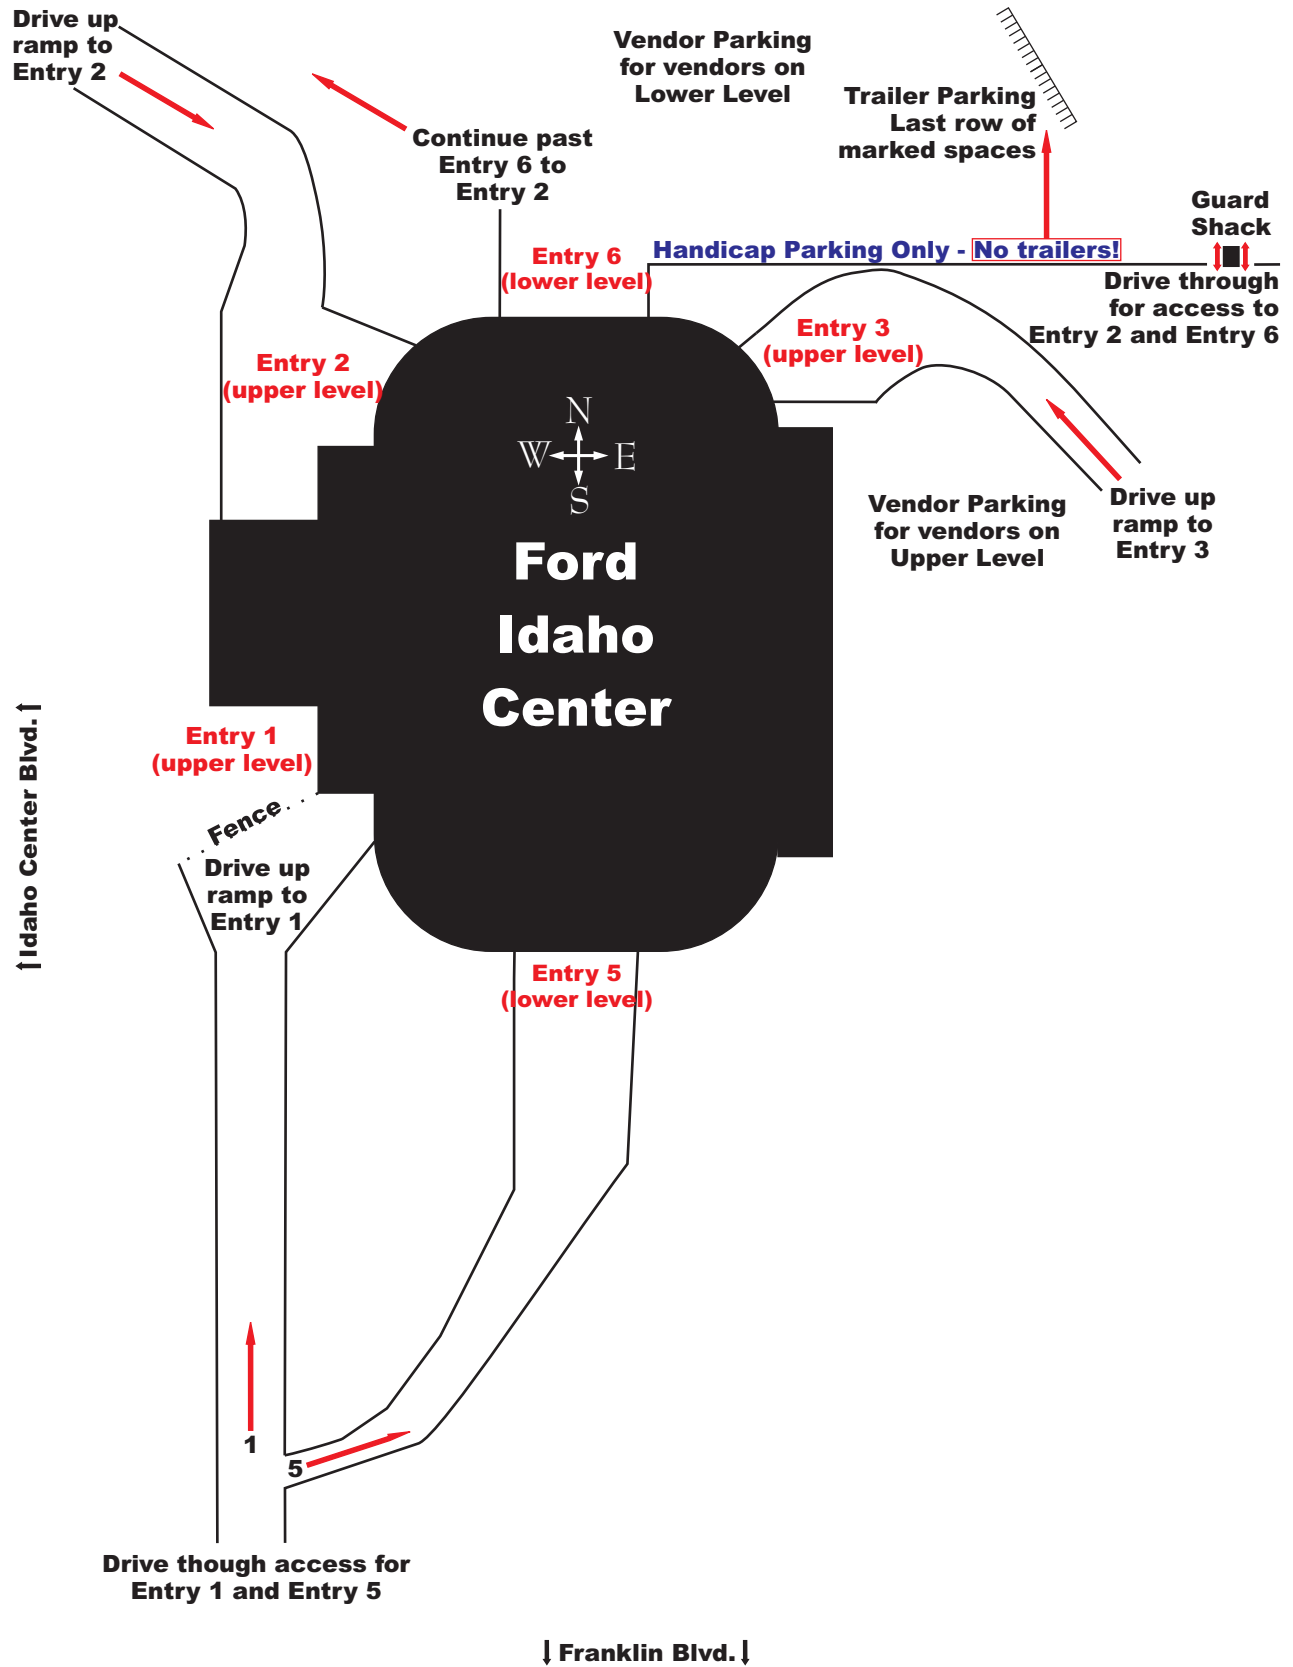 Drive up
ramp to
Entry 2
Vendor Parking
for vendors on
Lower Level
Trailer Parking
Last row of
marked spaces
Continue past
Entry 6 to
Entry 2
Guard
Shack
Entry 6
(lower level)
Handicap Parking Only - No trailers!
Drive through
for access to
Entry 2 and Entry 6
Entry 3
(upper level)
Entry 2
(upper level)
N
W E
S
Vendor Parking
for vendors on
Upper Level
Drive up
ramp to
Entry 3
Ford
Idaho
Center
Idaho Center Blvd.
Entry 1
(upper level)
Fence
Drive up
ramp to
Entry 1
Entry 5
(lower level)
1
5
Drive though access for
Entry 1 and Entry 5
Franklin Blvd.